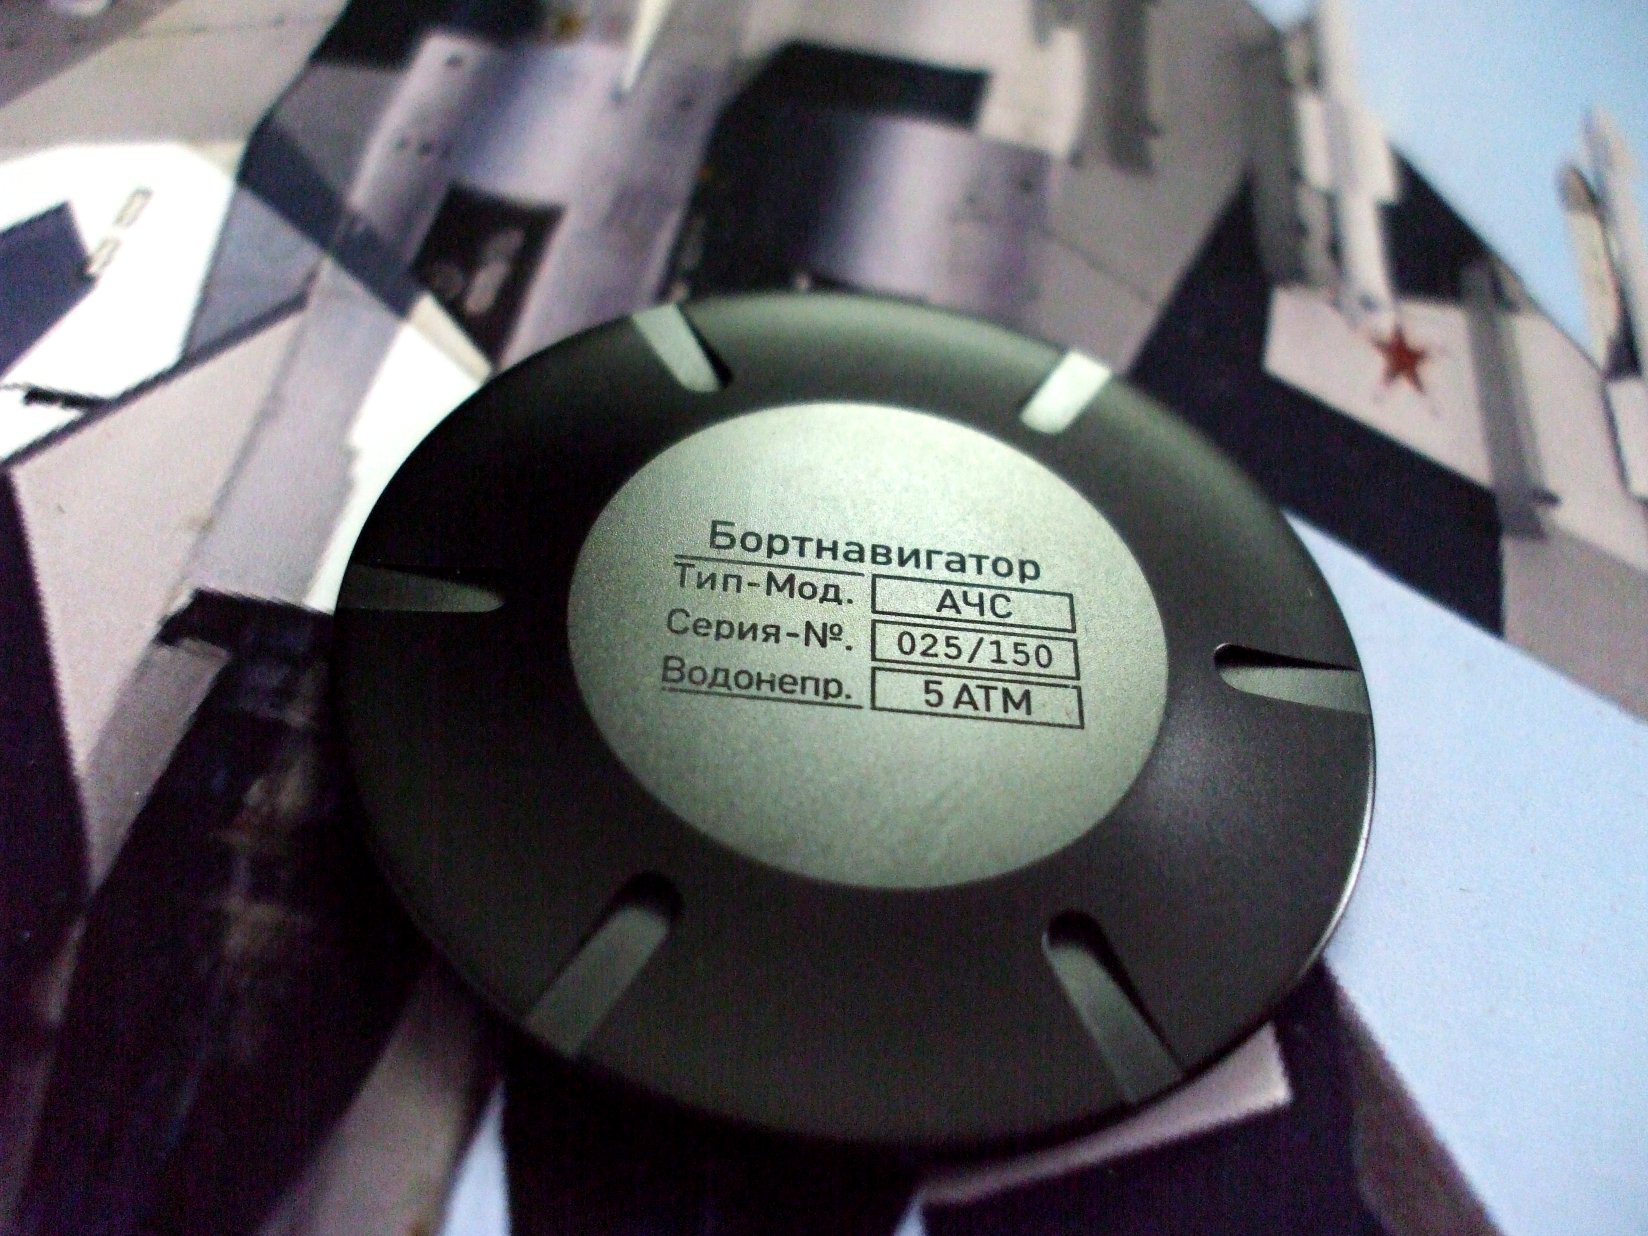 Бортнавигатор
Тип-Мод. АЧС
Серия-№. 025/150
Водонепр. 5 АТМ